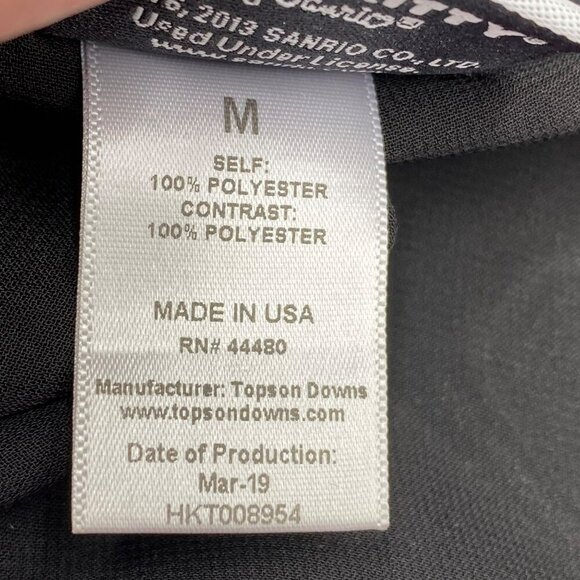 2013 SANRIO CO., LTD.
Used Under License.
M
SELF:
100% POLYESTER
CONTRAST:
100% POLYESTER
MADE IN USA
RN# 44480
Manufacturer: Topson Downs
www.topsondowns.com
Date of Production:
Mar-19
HKT008954